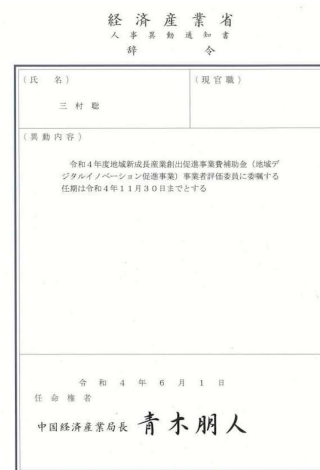 経済産業省
人事異動通知書
辞令
（氏 名）
（現官職）
三村 聡
（異動内容）
令和４年度地域新成長産業創出促進事業費補助金（地域デ
ジタルイノベーション促進事業）事業者評価委員に委嘱する
任期は令和４年１１月３０日までとする
令和４年６月１日
任命権者
中国経済産業局長 青木朋人